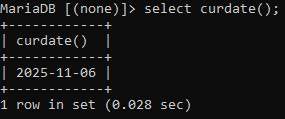 MariaDB [(none)]> select curdate();
+------------+
| curdate()  |
+------------+
| 2025-11-06 |
+------------+
1 row in set (0.028 sec)